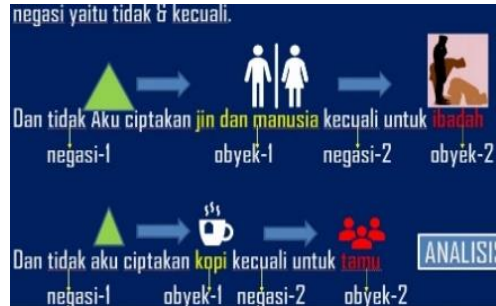 negasi yaitu tidak & kecuali.
Dan tidak Aku ciptakan jin dan manusia kecuali untuk ibadah
negasi-1 obyek-1 negasi-2 obyek-2
Dan tidak aku ciptakan kopi kecuali untuk tamu
ANALISIS
negasi-1 obyek-1 negasi-2 obyek-2